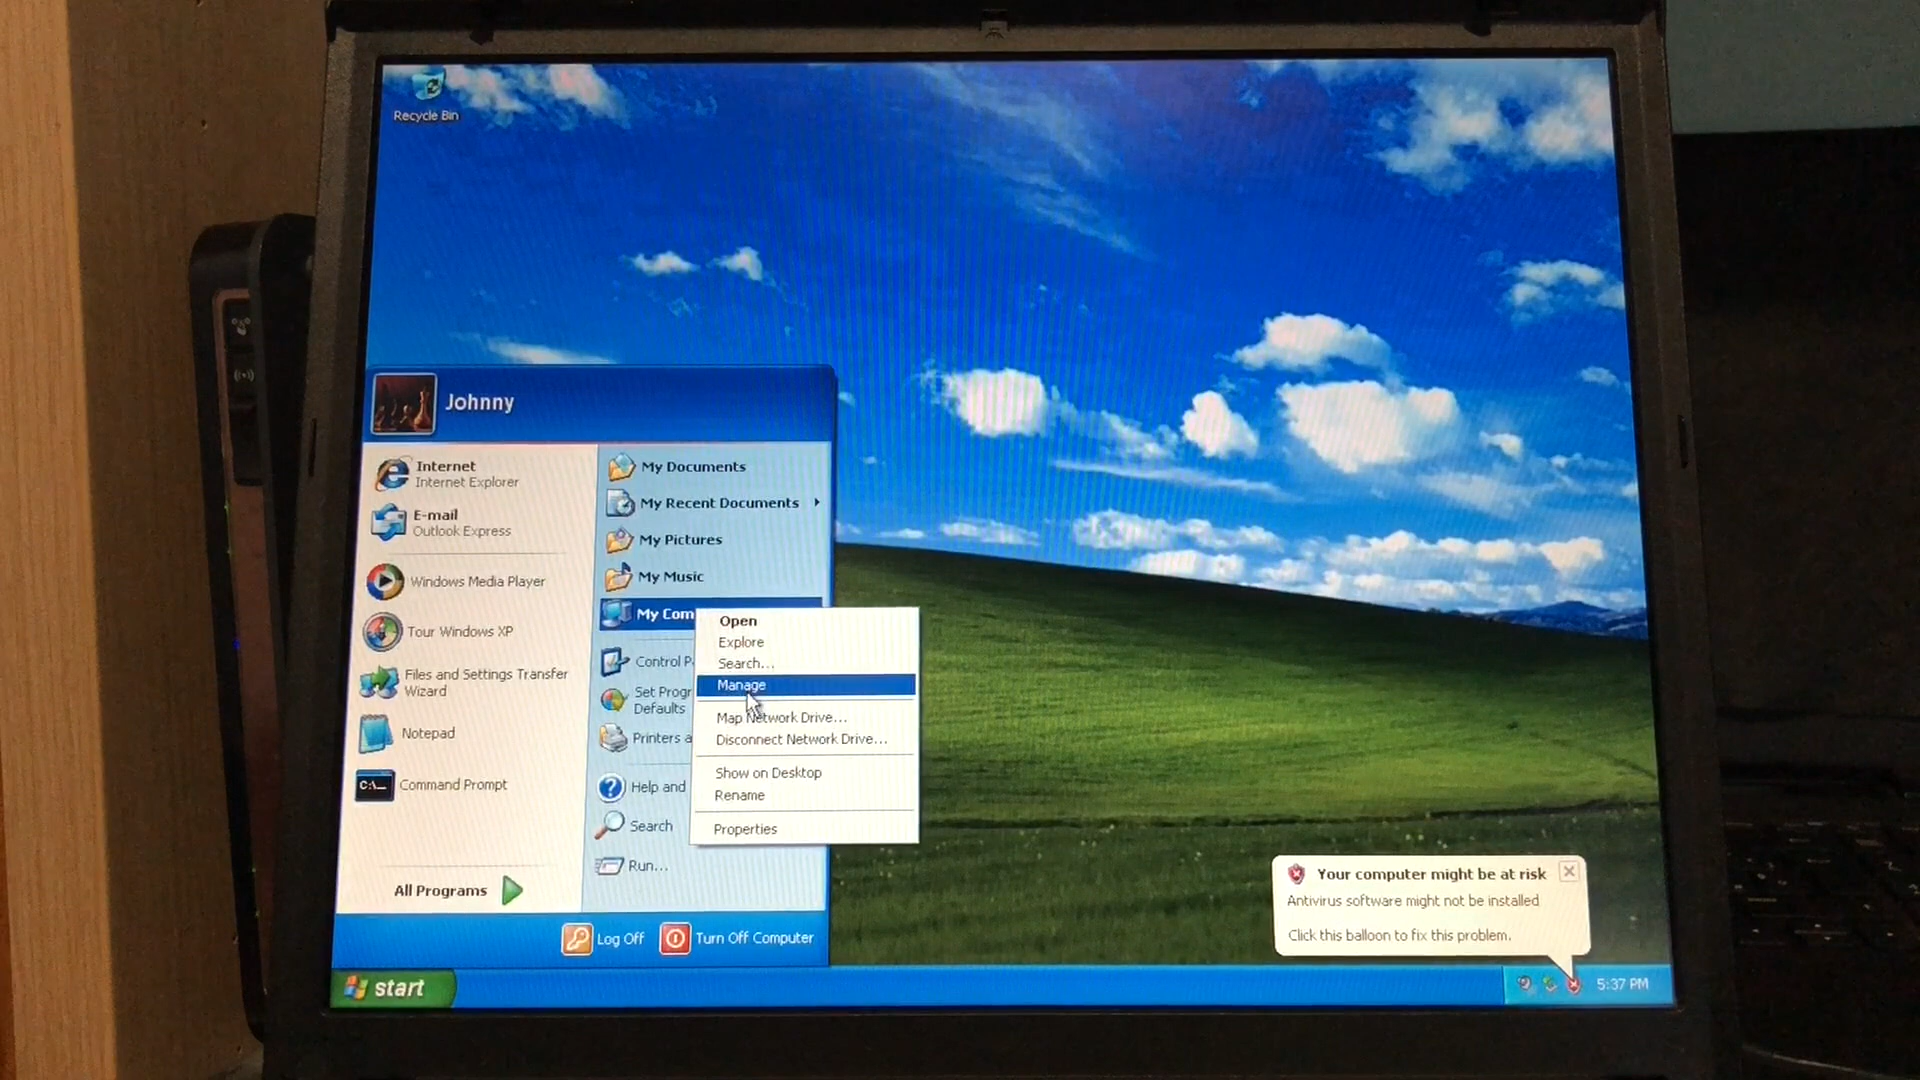 Recycle Bin
Johnny
Internet
Internet Explorer
E-mail
Outlook Express
Windows Media Player
Tour Windows XP
Files and Settings Transfer
Wizard
Notepad
C:\_
Command Prompt
All Programs
My Documents
My Recent Documents
My Pictures
My Music
My Com
Control P
Set Progr
Defaults
Printers a
Help and
Search
Run...
Open
Explore
Search...
Manage
Map Network Drive...
Disconnect Network Drive...
Show on Desktop
Rename
Properties
Log Off
Turn Off Computer
Your computer might be at risk
Antivirus software might not be installed
Click this balloon to fix this problem.
start
5:37 PM